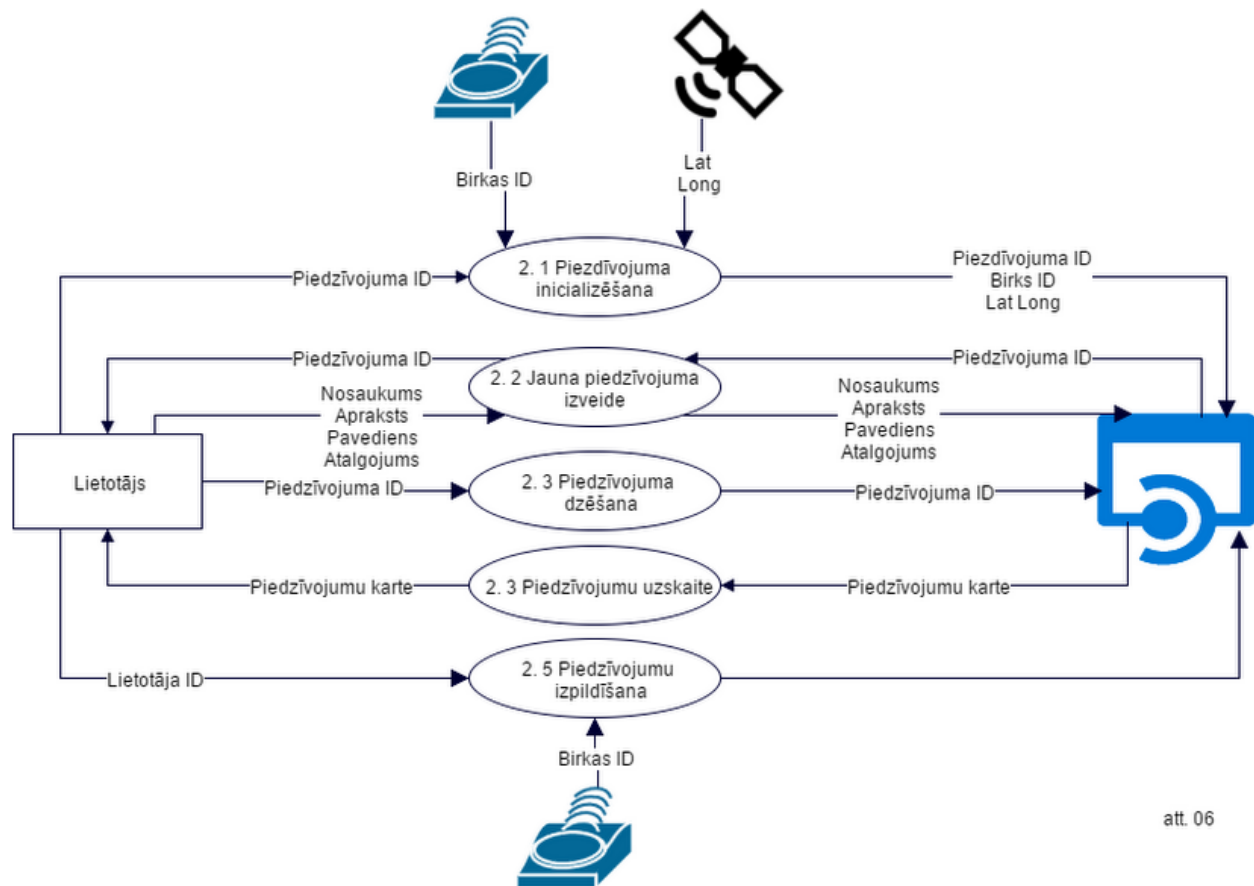 Birkas ID
Lat
Long
Piedzīvojuma ID
2. 1 Piezdīvojuma
inicializēšana
Piezdīvojuma ID
Birks ID
Lat Long
Piedzīvojuma ID
2. 2 Jauna piedzīvojuma
izveide
Piedzīvojuma ID
Nosaukums
Apraksts
Pavediens
Atalgojums
Nosaukums
Apraksts
Pavediens
Atalgojums
Lietotājs
Piedzīvojuma ID
2. 3 Piedzīvojuma
dzēšana
Piedzīvojuma ID
Piedzīvojumu karte
2. 3 Piedzīvojumu uzskaite
Piedzīvojumu karte
Lietotāja ID
2. 5 Piedzīvojumu
izpildīšana
Birkas ID
att. 06